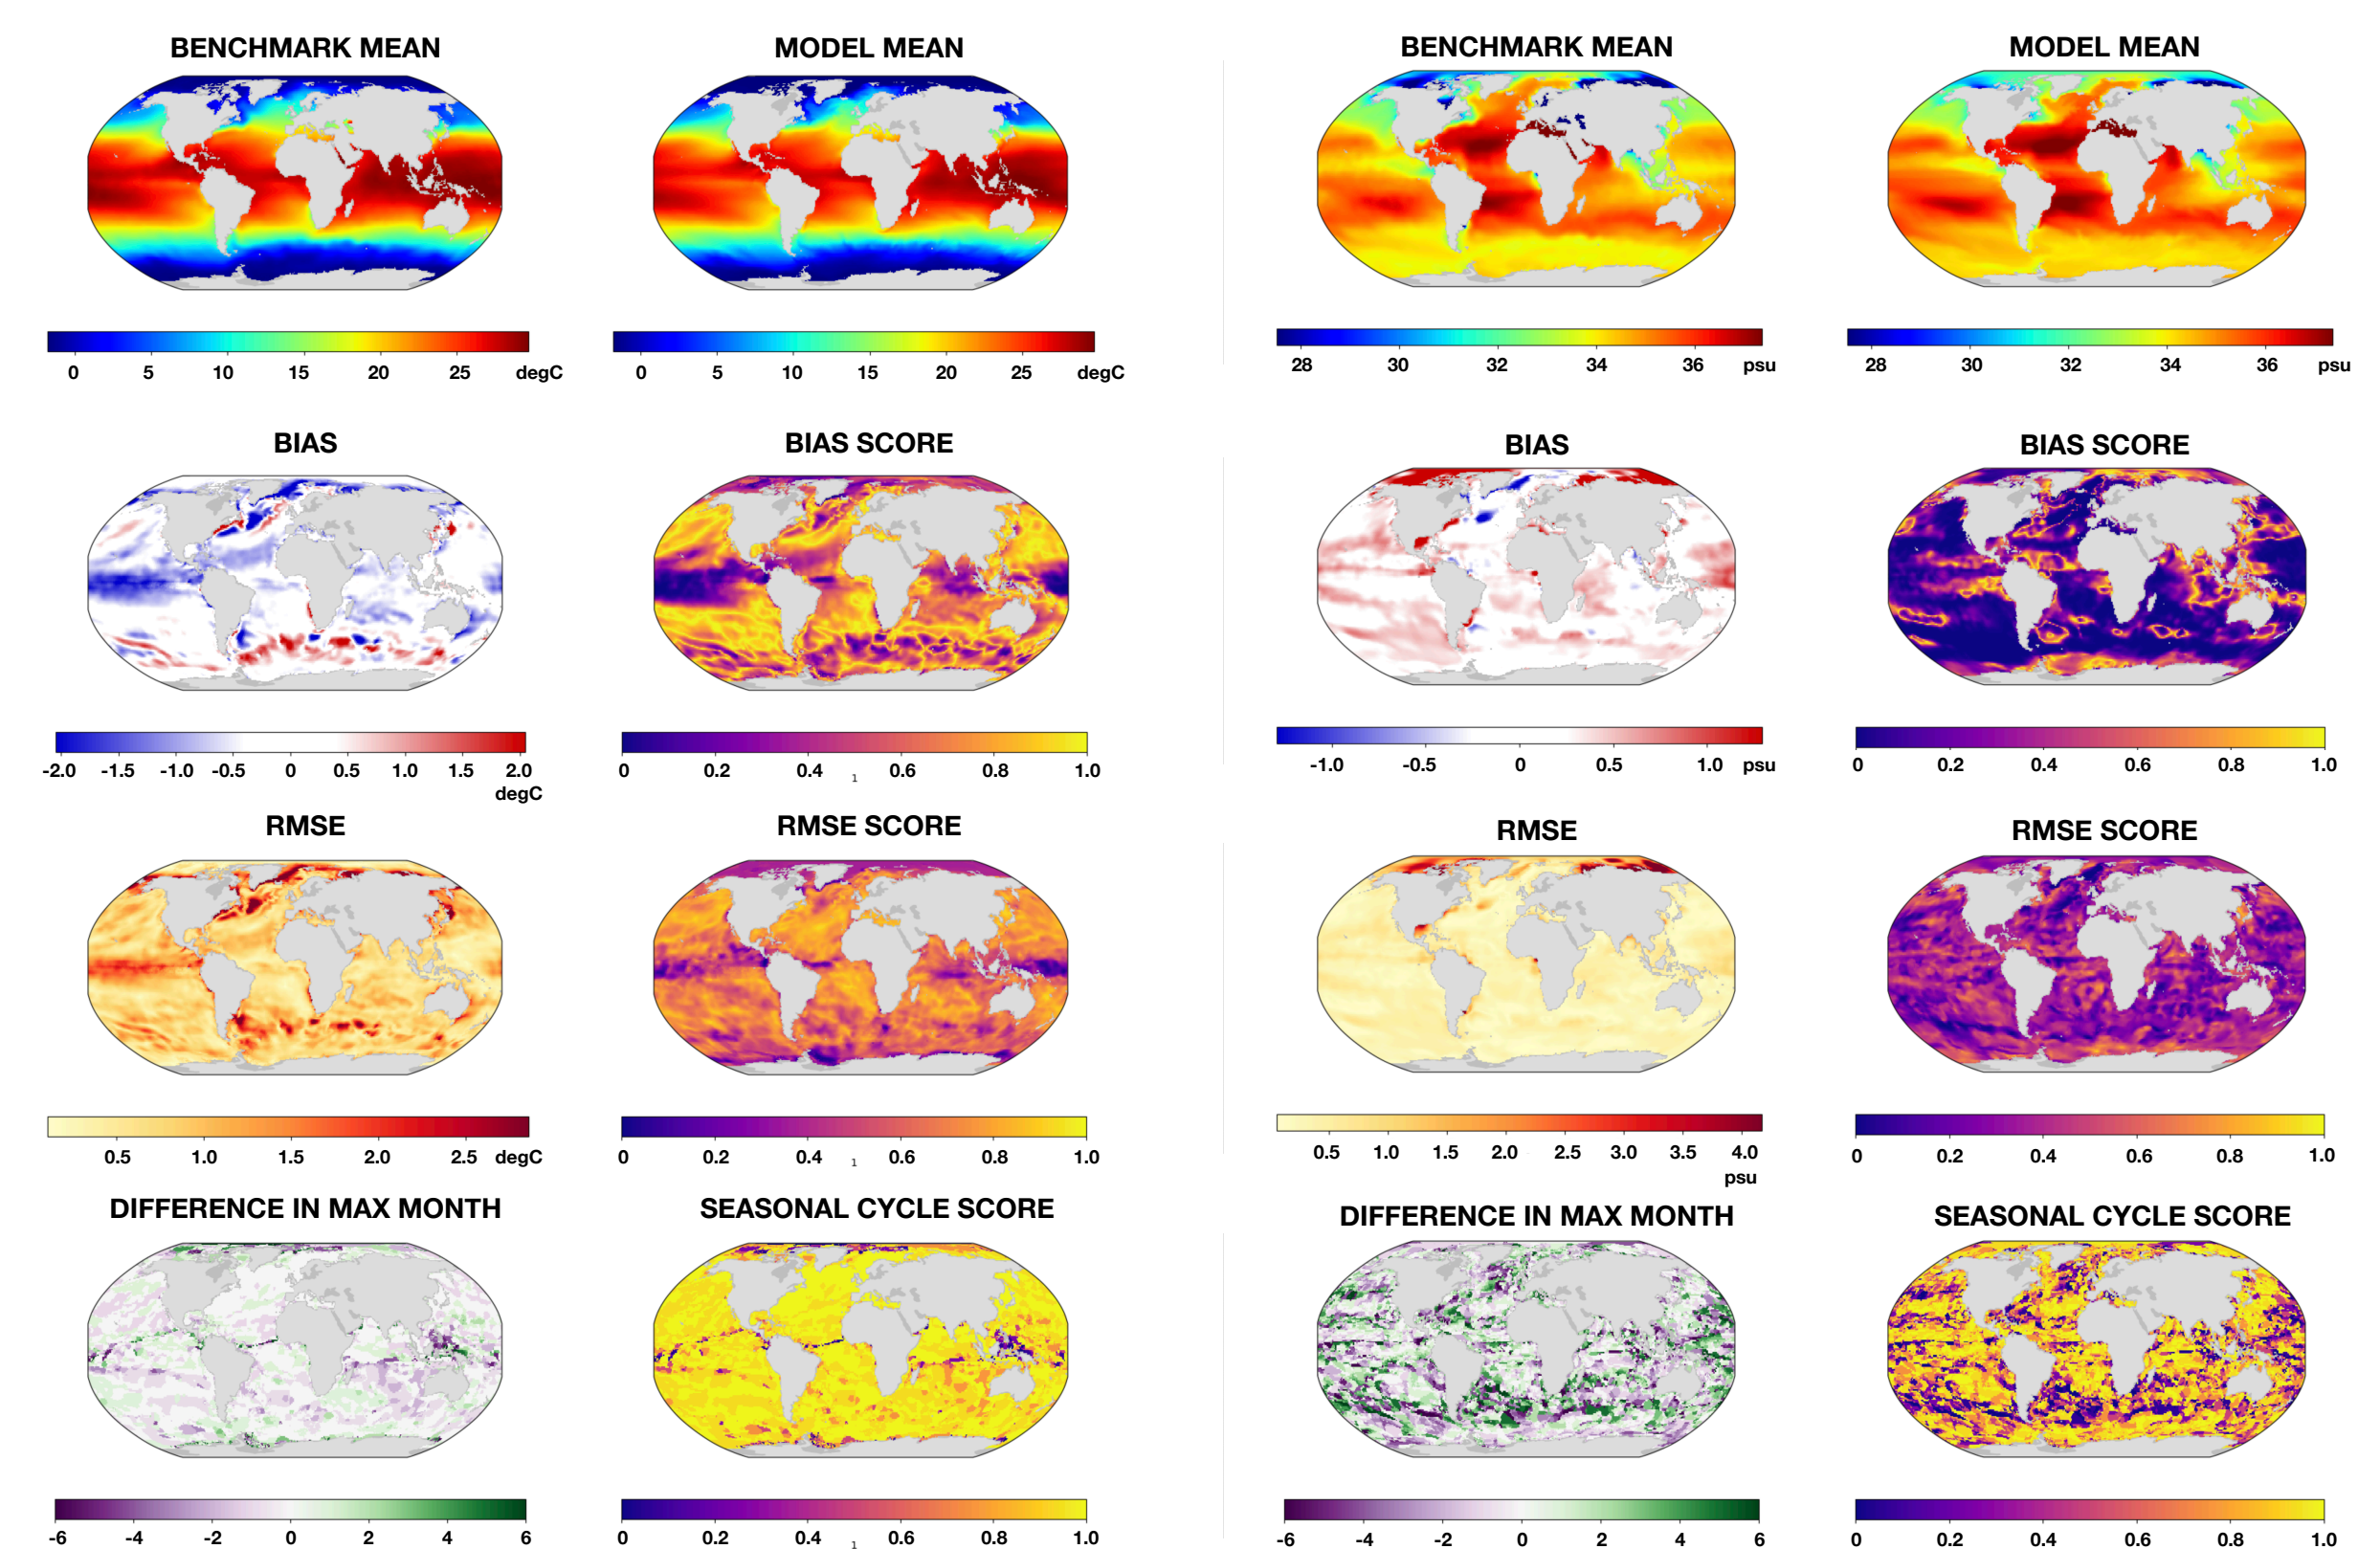 BENCHMARK MEAN
MODEL MEAN
BENCHMARK MEAN
MODEL MEAN
0 5 10 15 20 25 degC
0 5 10 15 20 25 degC
28 30 32 34 36 psu
28 30 32 34 36 psu
BIAS
BIAS SCORE
BIAS
BIAS SCORE
-2.0 -1.5 -1.0 -0.5 0 0.5 1.0 1.5 2.0
degC
0 0.2 0.4 0.6 0.8 1.0
1
-1.0 -0.5 0 0.5 1.0 psu
0 0.2 0.4 0.6 0.8 1.0
RMSE
RMSE SCORE
RMSE
RMSE SCORE
0.5 1.0 1.5 2.0 2.5 degC
0 0.2 0.4 0.6 0.8 1.0
1
0.5 1.0 1.5 2.0 2.5 3.0 3.5 4.0
psu
0 0.2 0.4 0.6 0.8 1.0
DIFFERENCE IN MAX MONTH
SEASONAL CYCLE SCORE
DIFFERENCE IN MAX MONTH
SEASONAL CYCLE SCORE
-6 -4 -2 0 2 4 6
0 0.2 0.4 0.6 0.8 1.0
1
-6 -4 -2 0 2 4 6
0 0.2 0.4 0.6 0.8 1.0